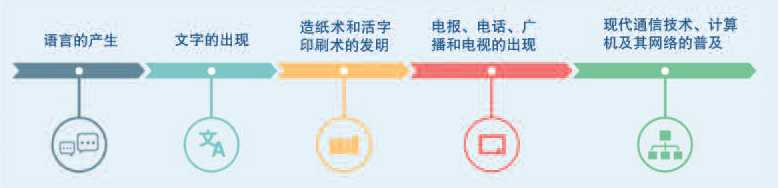 语言的产生
文字的出现
造纸术和活字
印刷术的发明
电报、电话、广
播和电视的出现
现代通信技术、计算
机及其网络的普及
文A